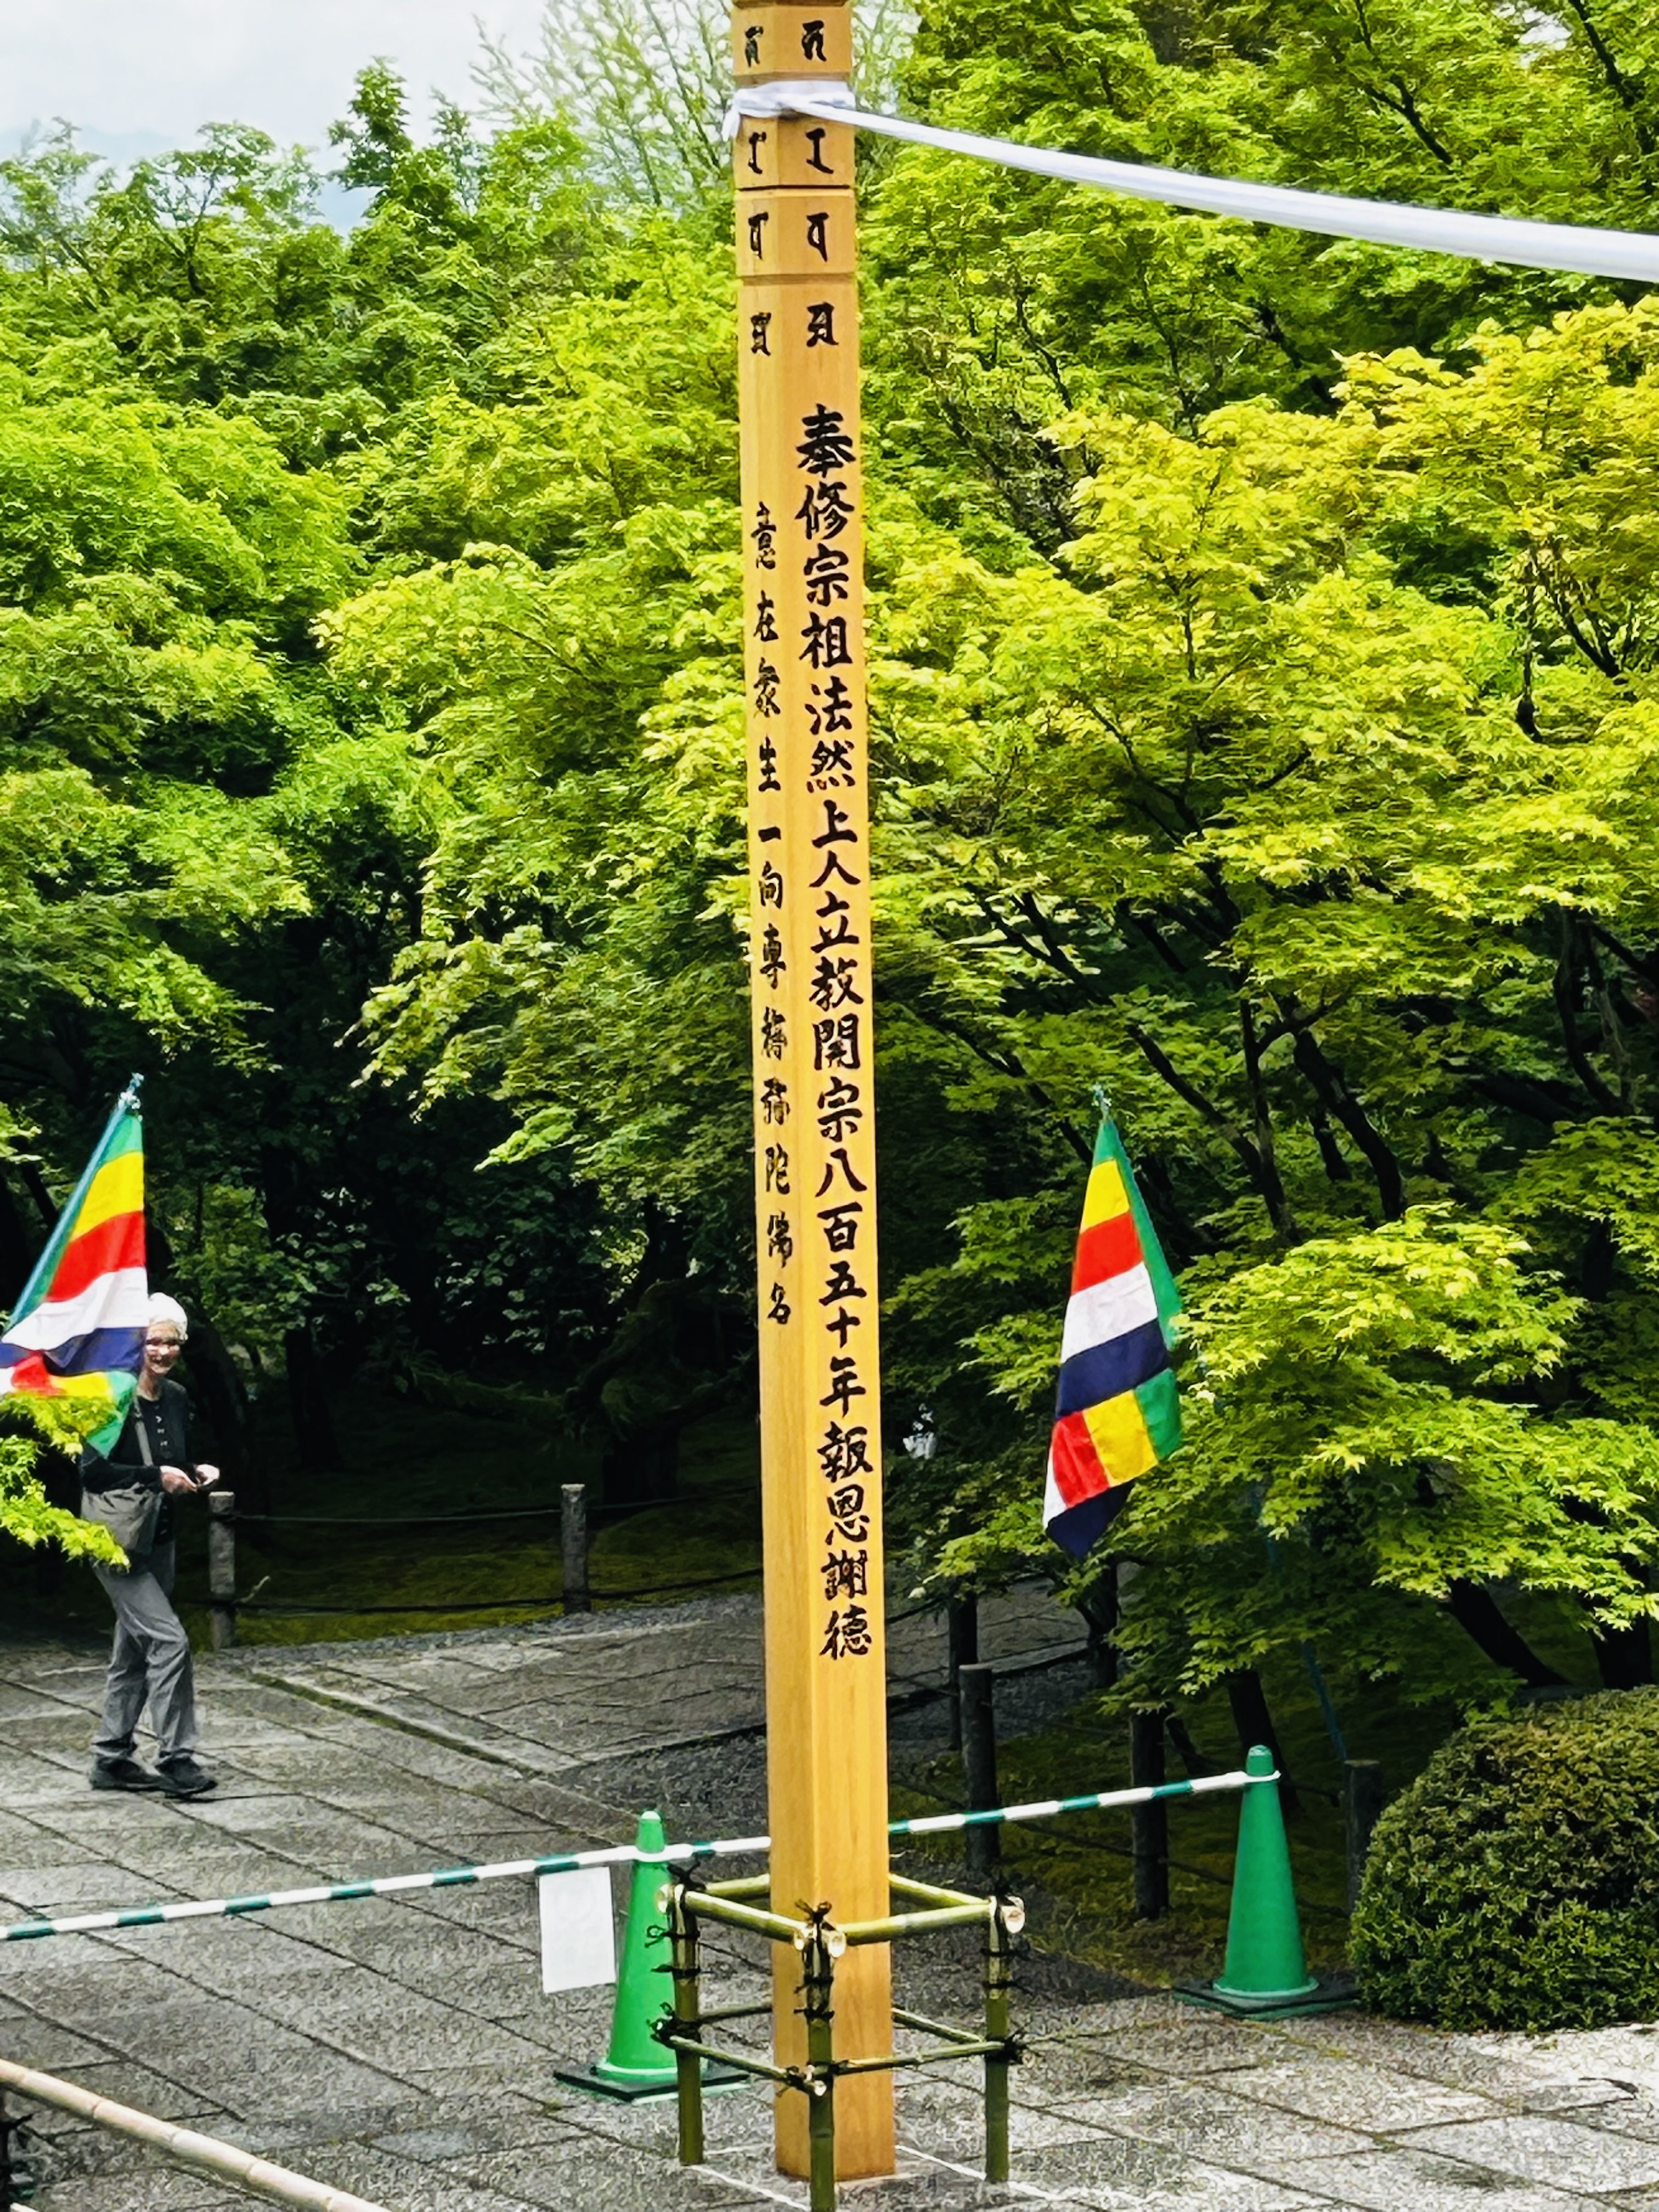 奉修宗祖法然上人立教開宗八百五十年報恩謝徳
意在衆生一向専称弥陀佛名